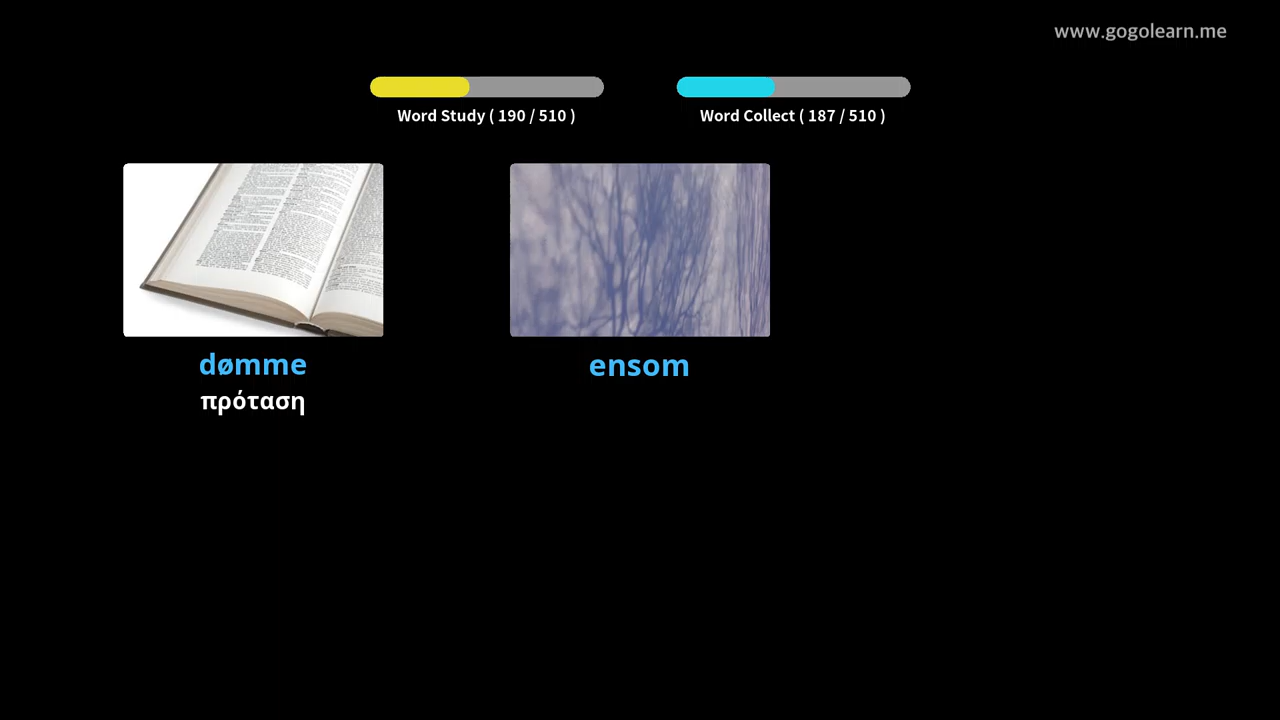 www.gogolearn.me
Word Study ( 190 / 510 )
Word Collect ( 187 / 510 )
dømme
πρόταση
ensom